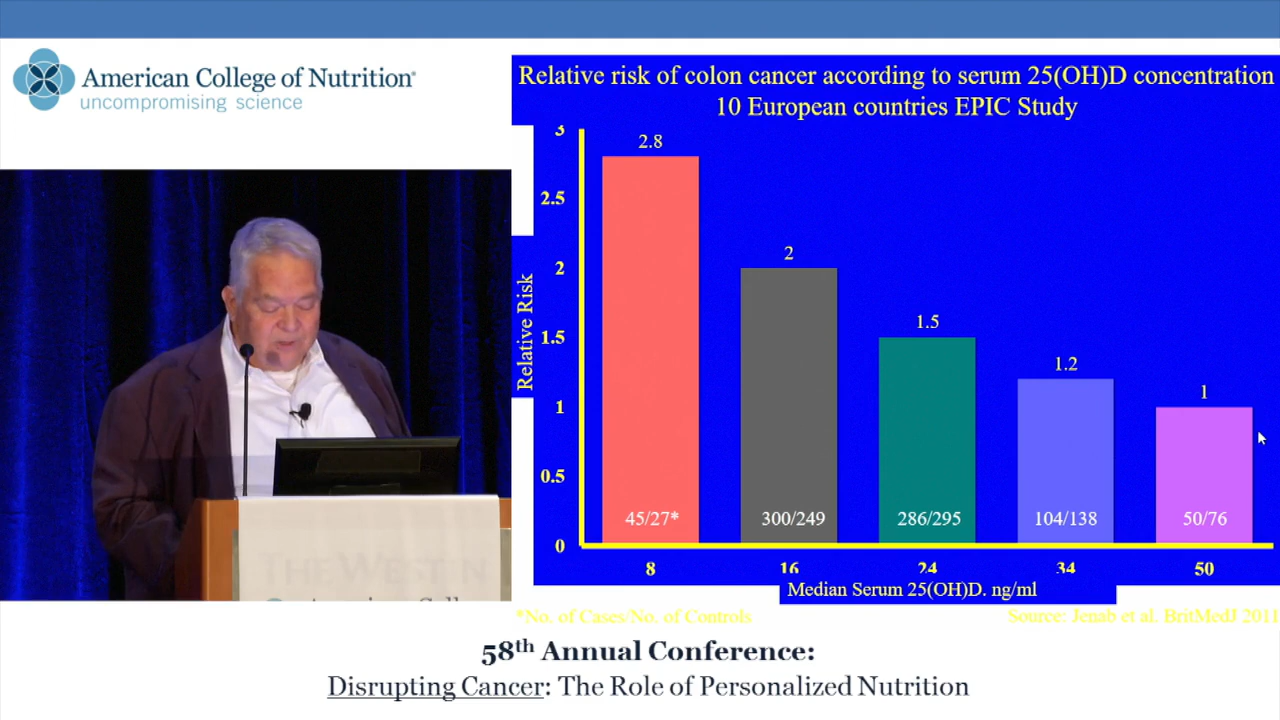 American College of Nutrition®
uncompromising science
Relative risk of colon cancer according to serum 25(OH)D concentration
10 European countries EPIC Study
3
2.5
2
1.5
1
0.5
0
Relative Risk
2.8
2
1.5
1.2
1
45/27*
300/249
286/295
104/138
50/76
8
16
24
34
50
Median Serum 25(OH)D. ng/ml
*No. of Cases/No. of Controls
Source: Jenab et al. BritMedJ 2011
THE WESTIN
American Coll
58th Annual Conference:
Disrupting Cancer: The Role of Personalized Nutrition